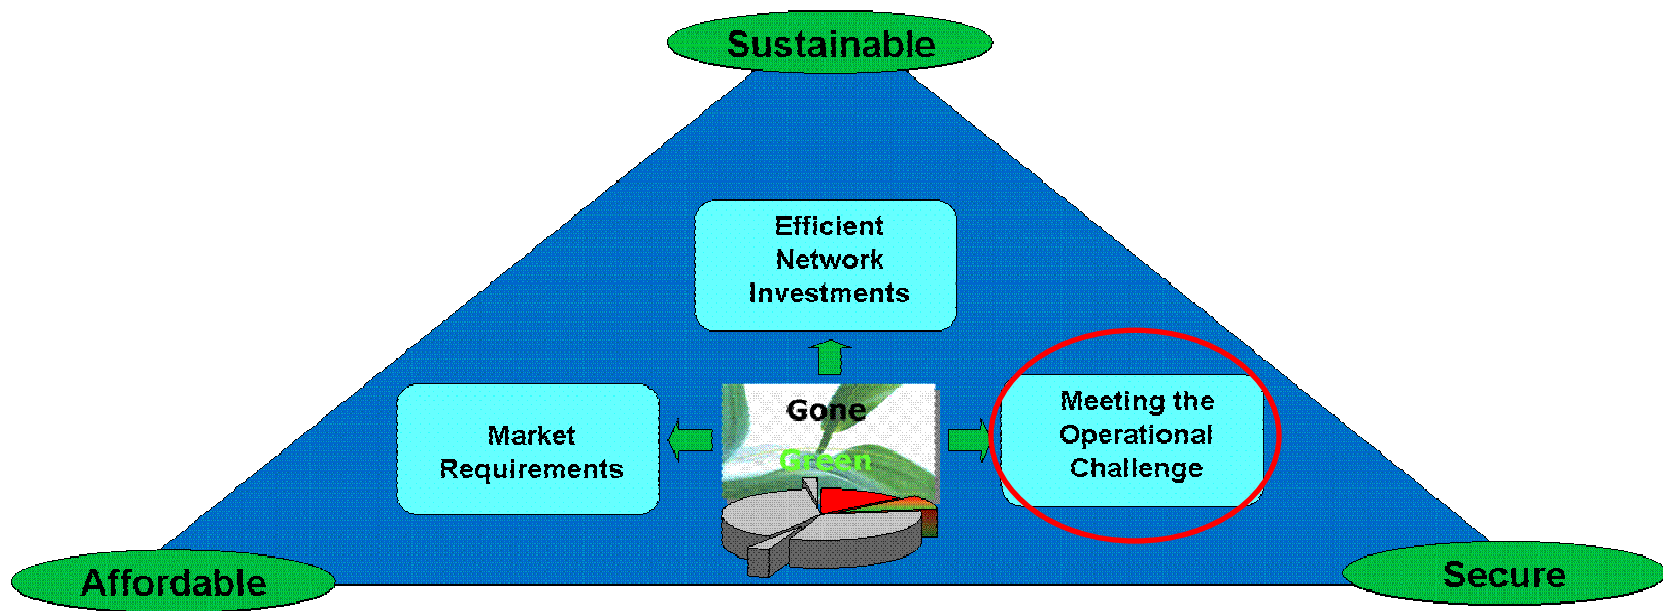 Sustainable
Efficient
Network
Investments
Market
Requirements
Gone
Green
Meeting the
Operational
Challenge
Affordable
Secure